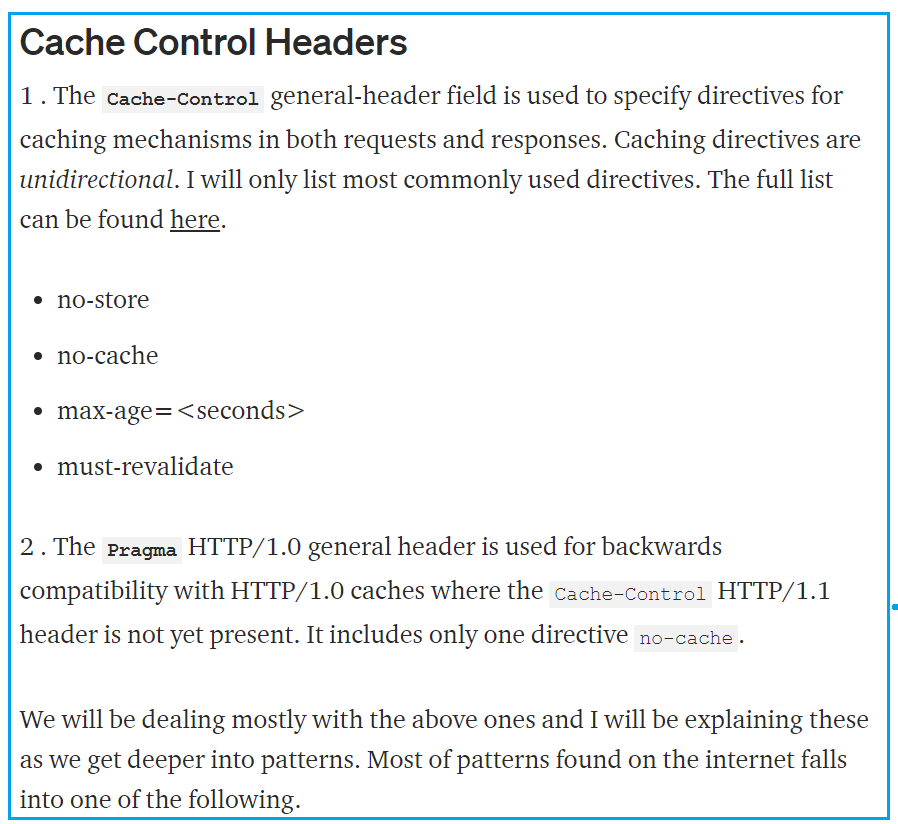 Cache Control Headers
1 . The Cache-Control general-header field is used to specify directives for
caching mechanisms in both requests and responses. Caching directives are
unidirectional. I will only list most commonly used directives. The full list
can be found here.
• no-store
• no-cache
• max-age=<seconds>
• must-revalidate
2 . The Pragma HTTP/1.0 general header is used for backwards
compatibility with HTTP/1.0 caches where the Cache-Control HTTP/1.1
header is not yet present. It includes only one directive no-cache.
We will be dealing mostly with the above ones and I will be explaining these
as we get deeper into patterns. Most of patterns found on the internet falls
into one of the following.